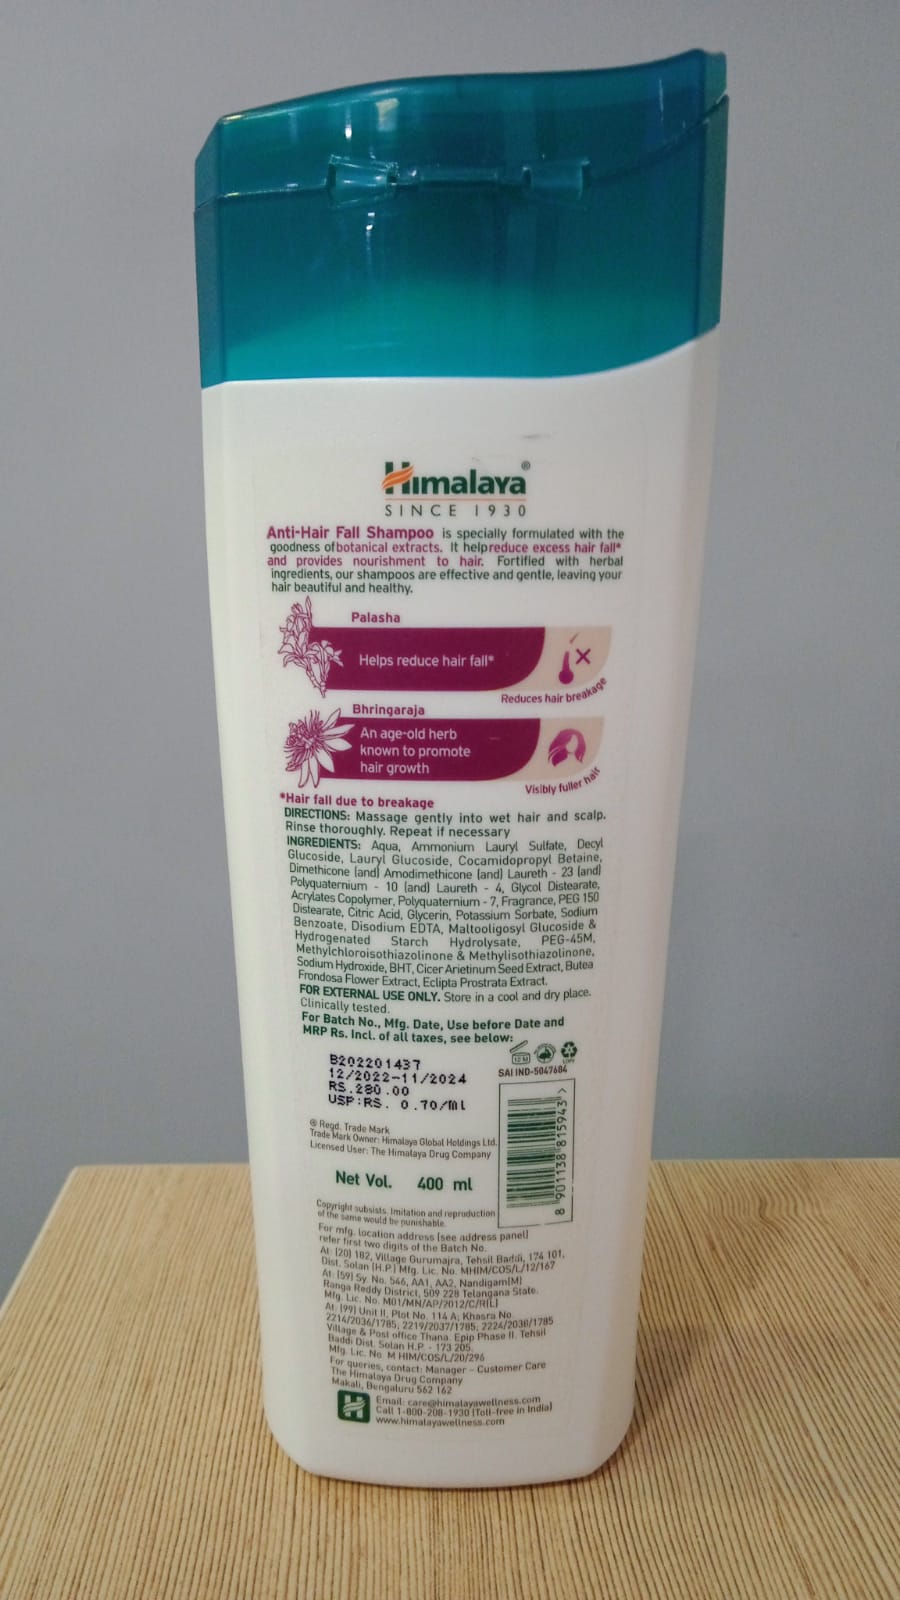 Himalaya®
SINCE 1930
Anti-Hair Fall Shampoo is specially formulated with the
goodness of botanical extracts. It help reduce excess hair fall*
and provides nourishment to hair. Fortified with herbal
ingredients, our shampoos are effective and gentle, leaving your
hair beautiful and healthy.
Palasha
Helps reduce hair fall*
Reduces hair breakage
Bhringaraja
An age-old herb
known to promote
hair growth
Visibly fuller hair
*Hair fall due to breakage
DIRECTIONS: Massage gently into wet hair and scalp.
Rinse thoroughly. Repeat if necessary
INGREDIENTS: Aqua, Ammonium Lauryl Sulfate, Decyl
Glucoside, Lauryl Glucoside, Cocamidopropyl Betaine,
Dimethicone (and) Amodimethicone (and) Laureth - 23 (and)
Polyquaternium - 10 (and) Laureth - 4, Glycol Distearate,
Acrylates Copolymer, Polyquaternium - 7, Fragrance, PEG 150
Distearate, Citric Acid, Glycerin, Potassium Sorbate, Sodium
Benzoate, Disodium EDTA, Maltooligosyl Glucoside &
Hydrogenated Starch Hydrolysate, PEG-45M,
Methylchloroisothiazolinone & Methylisothiazolinone,
Sodium Hydroxide, BHT, Cicer Arietinum Seed Extract, Butea
Frondosa Flower Extract, Eclipta Prostrata Extract.
FOR EXTERNAL USE ONLY. Store in a cool and dry place.
Clinically tested.
For Batch No., Mfg. Date, Use before Date and
MRP Rs. Incl. of all taxes, see below:
B202201437
12/2022-11/2024
RS.280.00
USP:RS. 0.70/ml
12 M
SAI IND-5047684
8 901138 815943 >
® Regd. Trade Mark
Trade Mark Owner: Himalaya Global Holdings Ltd.
Licensed User: The Himalaya Drug Company
Net Vol. 400 ml
Copyright subsists. Imitation and reproduction
of the same would be punishable.
For mfg. location address (see address panel)
refer first two digits of the Batch No.
At: (20) 182, Village Gurumajra, Tehsil Baddi, 174 101,
Dist. Solan (H.P.) Mfg. Lic. No. MHIM/COS/L/12/167
At: (59) Sy. No. 546, AA1, AA2, Nandigam(M)
Ranga Reddy District, 509 228 Telangana State.
Mfg. Lic. No. M01/MN/AP/2012/C/R(L)
At: (99) Unit II, Plot No. 114 A; Khasra No
2214/2036/1785, 2219/2037/1785, 2224/2038/1785
Village & Post office Thana. Epip Phase II. Tehsil
Baddi Dist. Solan H.P. - 173 205.
Mfg. Lic. No. M HIM/COS/L/20/296
For queries, contact: Manager - Customer Care
The Himalaya Drug Company
Makali, Bengaluru 562 162
Email: care@himalayawellness.com
Call 1-800-208-1930 (Toll-free in India)
www.himalayawellness.com